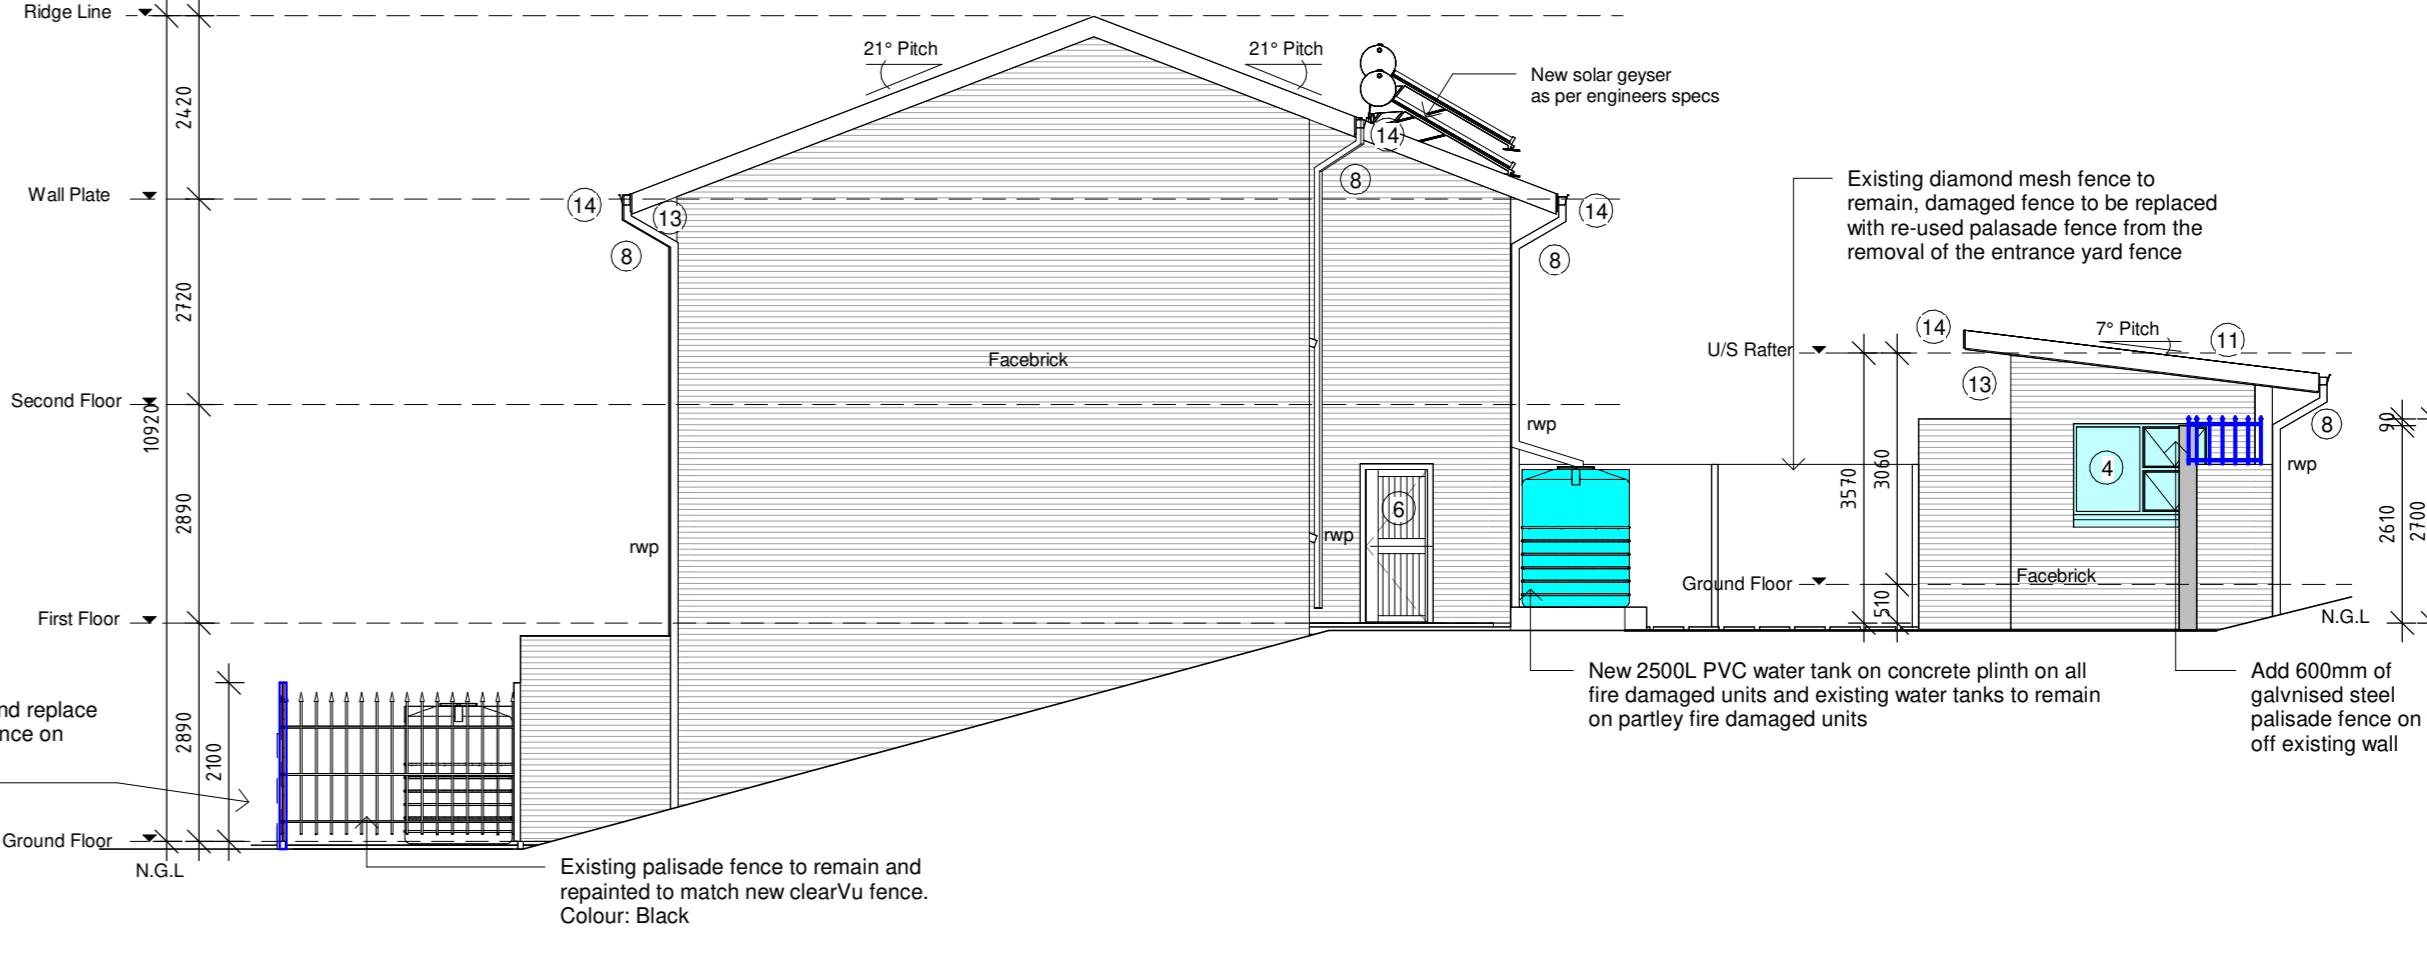 Ridge Line
21° Pitch
21° Pitch
New solar geyser
as per engineers specs
2420
14
8
Wall Plate
14
13
14
8
8
Existing diamond mesh fence to
remain, damaged fence to be replaced
with re-used palasade fence from the
removal of the entrance yard fence
2720
Facebrick
U/S Rafter
14
7° Pitch
11
13
Second Floor
10920
rwp
8
90
4
rwp
3570
3060
2890
6
rwp
rwp
2610
2700
Ground Floor
Facebrick
510
First Floor
N.G.L
New 2500L PVC water tank on concrete plinth on all
fire damaged units and existing water tanks to remain
on partley fire damaged units
Add 600mm of
galvnised steel
palisade fence on
off existing wall
nd replace
nce on
2890
2100
Ground Floor
N.G.L
Existing palisade fence to remain and
repainted to match new clearVu fence.
Colour: Black